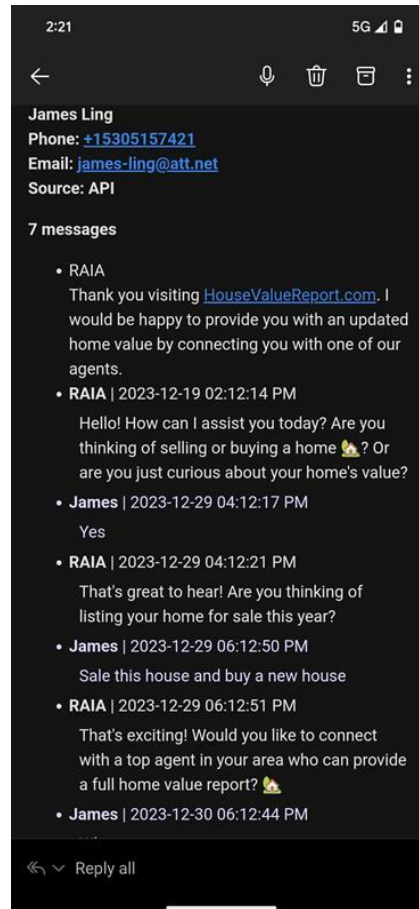 2:21 5G
James Ling
Phone: +15305157421
Email: james-ling@att.net
Source: API
7 messages
• RAIA
Thank you visiting HouseValueReport.com. I
would be happy to provide you with an updated
home value by connecting you with one of our
agents.
• RAIA | 2023-12-19 02:12:14 PM
Hello! How can I assist you today? Are you
thinking of selling or buying a home 🏡? Or
are you just curious about your home's value?
• James | 2023-12-29 04:12:17 PM
Yes
• RAIA | 2023-12-29 04:12:21 PM
That's great to hear! Are you thinking of
listing your home for sale this year?
• James | 2023-12-29 06:12:50 PM
Sale this house and buy a new house
• RAIA | 2023-12-29 06:12:51 PM
That's exciting! Would you like to connect
with a top agent in your area who can provide
a full home value report? 🏡
• James | 2023-12-30 06:12:44 PM
Reply all